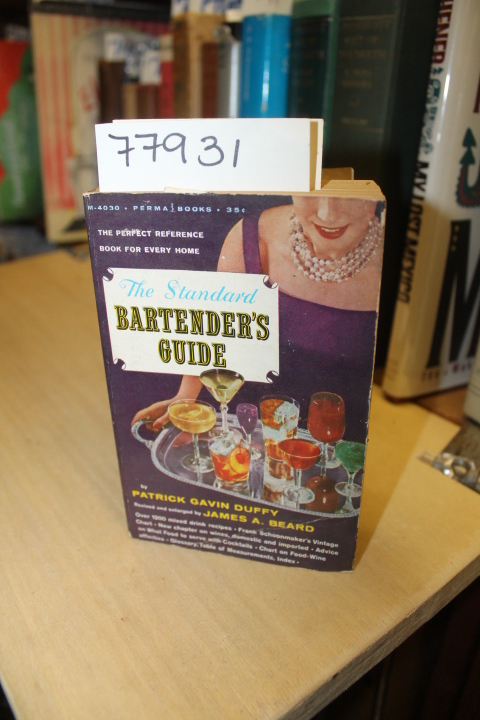 77931
M-4030 • PERMA BOOKS • 35¢
THE PERFECT REFERENCE
BOOK FOR EVERY HOME
The Standard
BARTENDER'S
GUIDE
by
PATRICK GAVIN DUFFY
Revised and enlarged by JAMES A. BEARD
Over 1000 mixed drink recipes • Frank Schoonmaker's Vintage
Chart • New chapter on wines, domestic and imported • Advice
on What Food to serve with Cocktails • Chart on Food-Wine
affinities • Glossary, Table of Measurements, Index •
MY LOST MEXICO